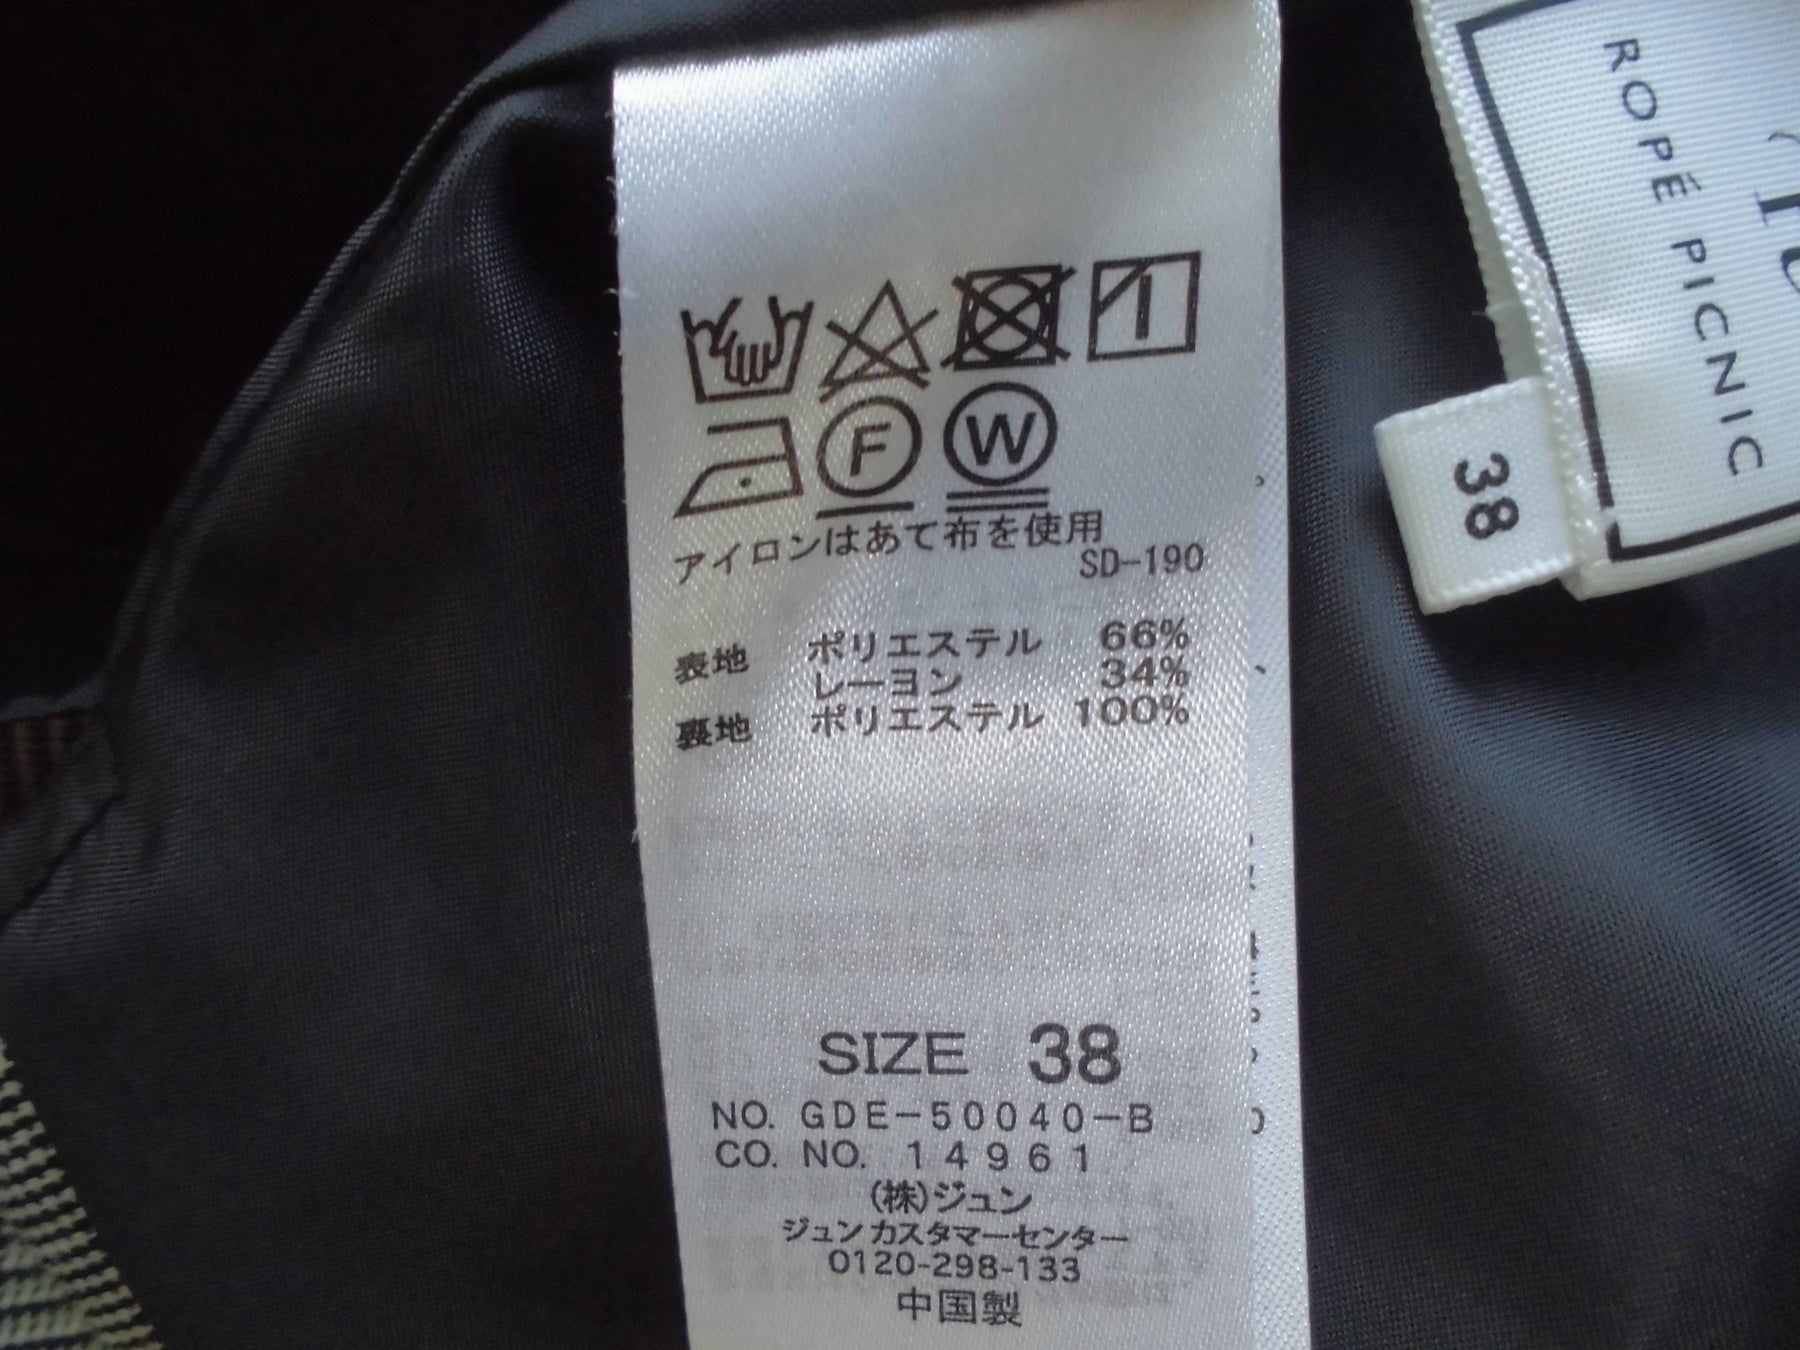 F W
アイロンはあて布を使用
SD-190
表地 ポリエステル 66%
レーヨン 34%
裏地 ポリエステル 100%
SIZE 38
NO. GDE-50040-B
CO. NO. 14961
(株)ジュン
ジュンカスタマーセンター
0120-298-133
中国製
ROPÉ PICNIC
38